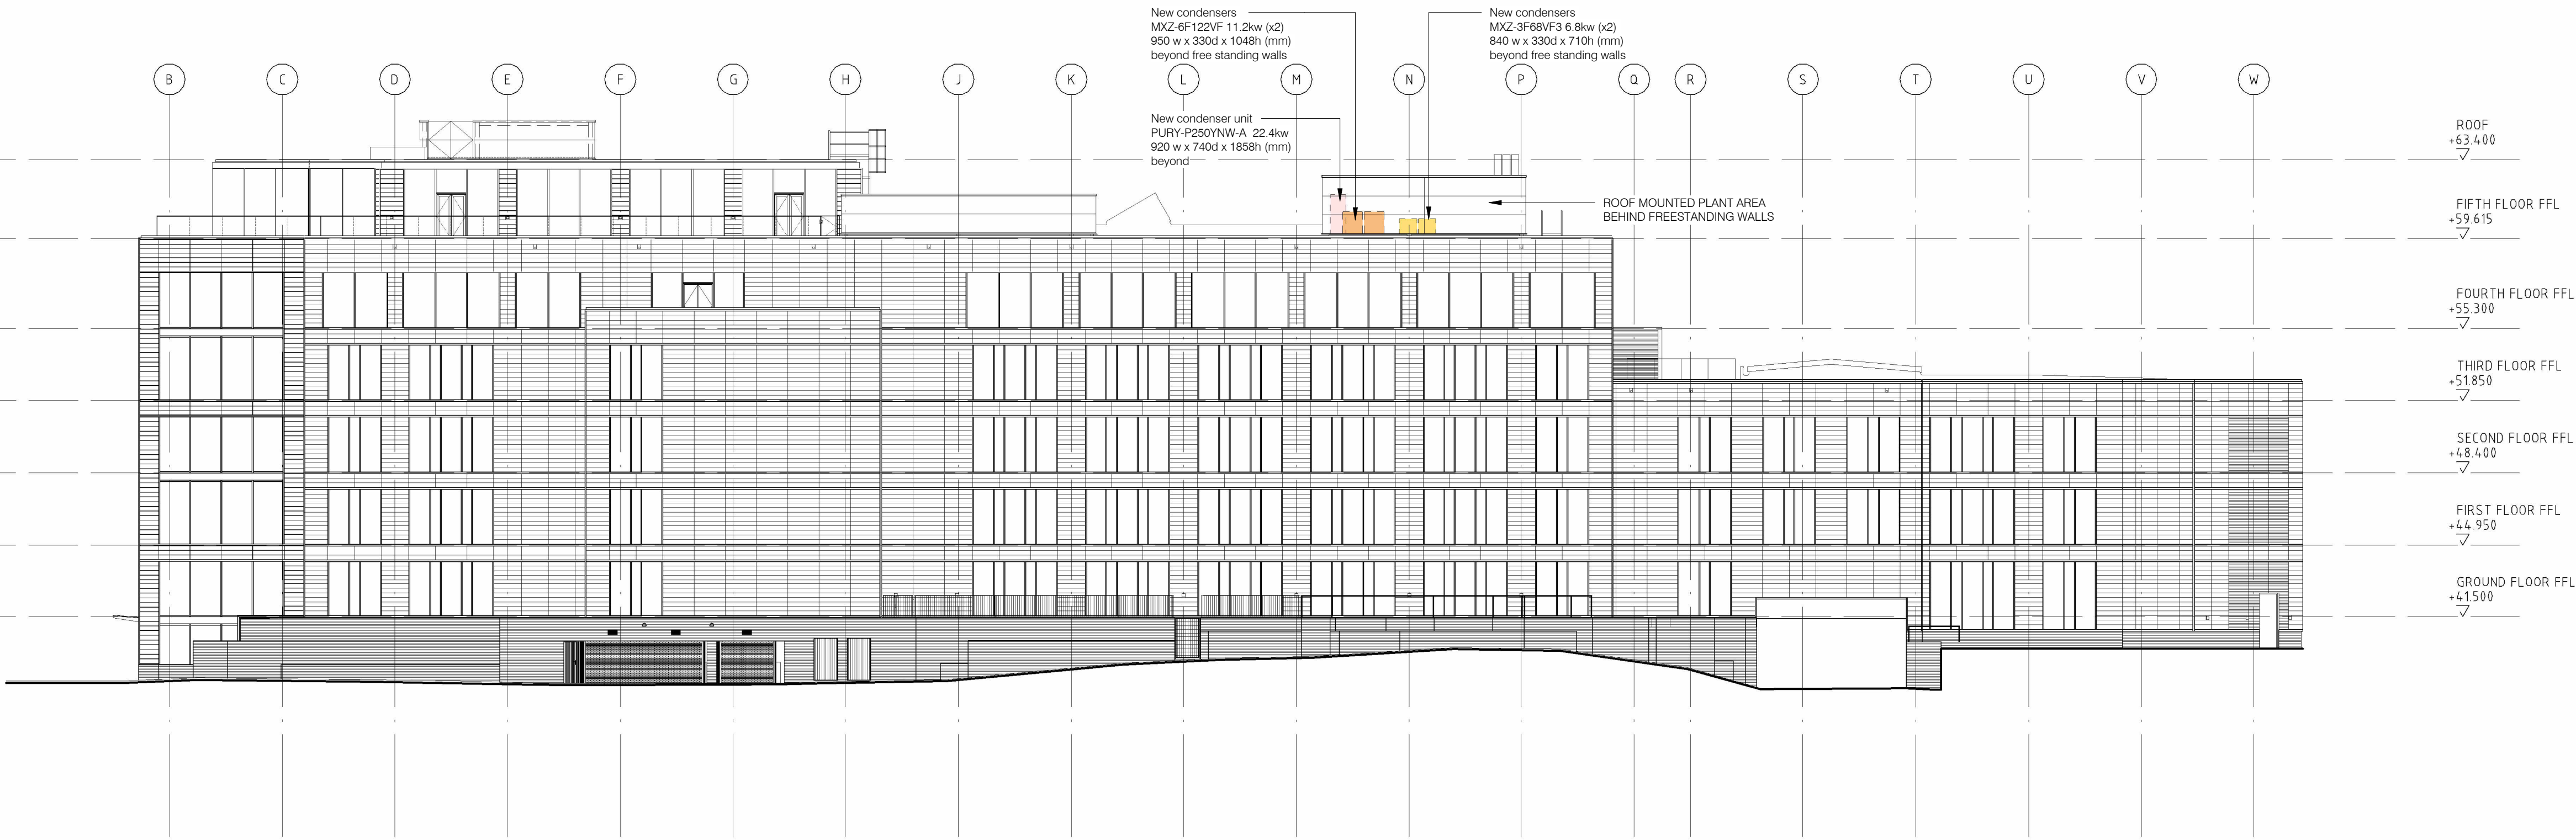 New condensers
MXZ-6F122VF 11.2kw (x2)
950 w x 330d x 1048h (mm)
beyond free standing walls
New condensers
MXZ-3F68VF3 6.8kw (x2)
840 w x 330d x 710h (mm)
beyond free standing walls
B C D E F G H J K L M N P Q R S T U V W
New condenser unit
PURY-P250YNW-A 22.4kw
920 w x 740d x 1858h (mm)
beyond
ROOF
+63.400
ROOF MOUNTED PLANT AREA
BEHIND FREESTANDING WALLS
FIFTH FLOOR FFL
+59.615
FOURTH FLOOR FFL
+55.300
THIRD FLOOR FFL
+51.850
SECOND FLOOR FFL
+48.400
FIRST FLOOR FFL
+44.950
GROUND FLOOR FFL
+41.500